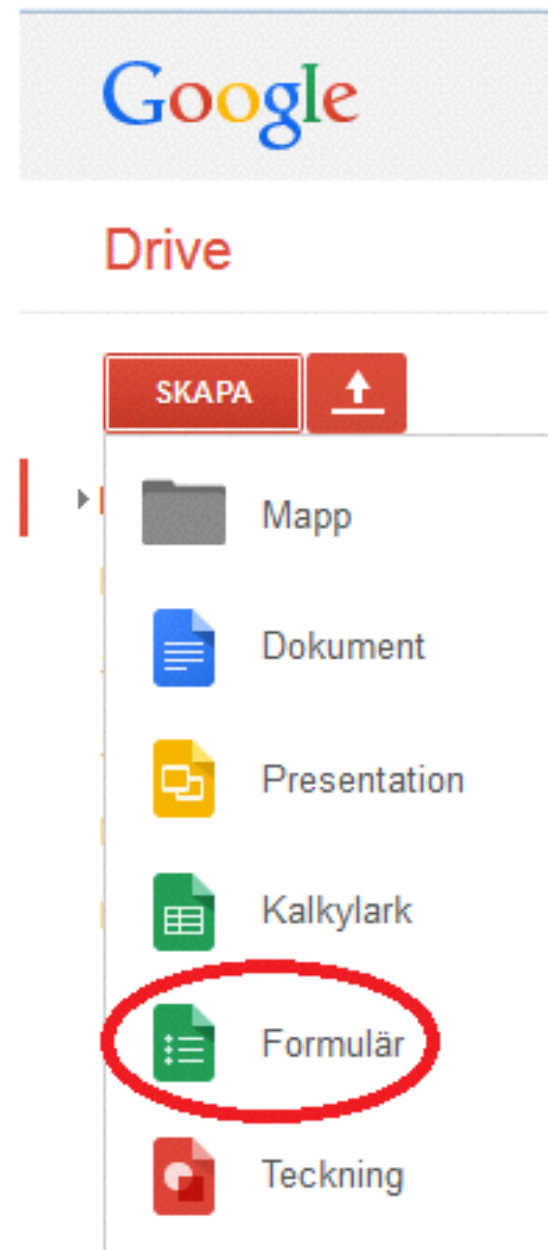 Google
Drive
SKAPA
Mapp
Dokument
Presentation
Kalkylark
Formulär
Teckning